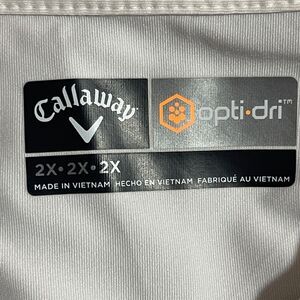 Callaway
opti·dri™
2X•2X•2X
MADE IN VIETNAM HECHO EN VIETNAM FABRIQUÉ AU VIETNAM